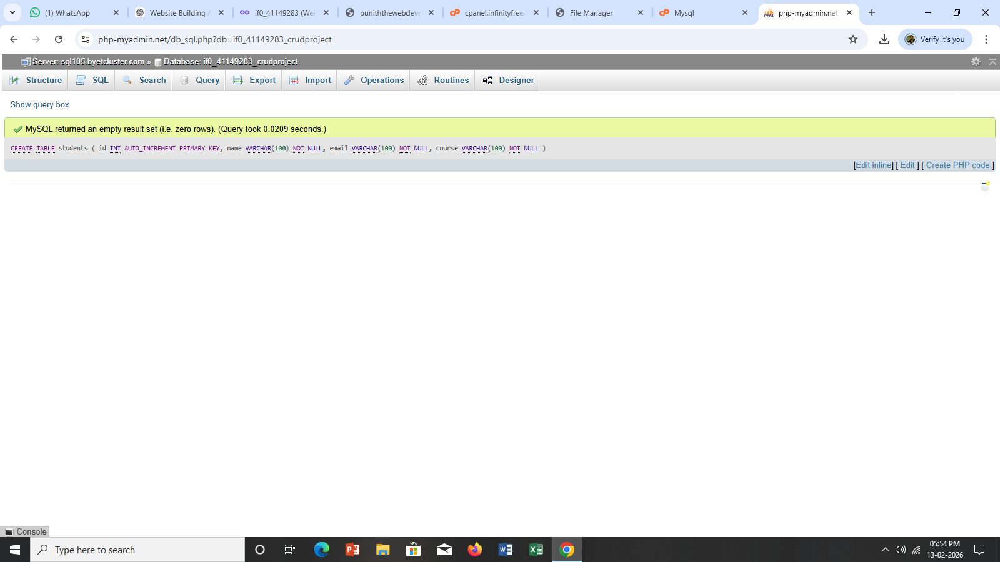 (1) WhatsApp
Website Building A
if0_41149283 (We
puniththewebdeve
cpanel.infinityfree.
File Manager
Mysql
php-myadmin.net
php-myadmin.net/db_sql.php?db=if0_41149283_crudproject
Verify it's you
Server: sql105.byetcluster.com » Database: if0_41149283_crudproject
Structure
SQL
Search
Query
Export
Import
Operations
Routines
Designer
Show query box
MySQL returned an empty result set (i.e. zero rows). (Query took 0.0209 seconds.)
CREATE TABLE students ( id INT AUTO_INCREMENT PRIMARY KEY, name VARCHAR(100) NOT NULL, email VARCHAR(100) NOT NULL, course VARCHAR(100) NOT NULL )
[Edit inline] [ Edit ] [ Create PHP code ]
Console
Type here to search
05:54 PM
13-02-2026